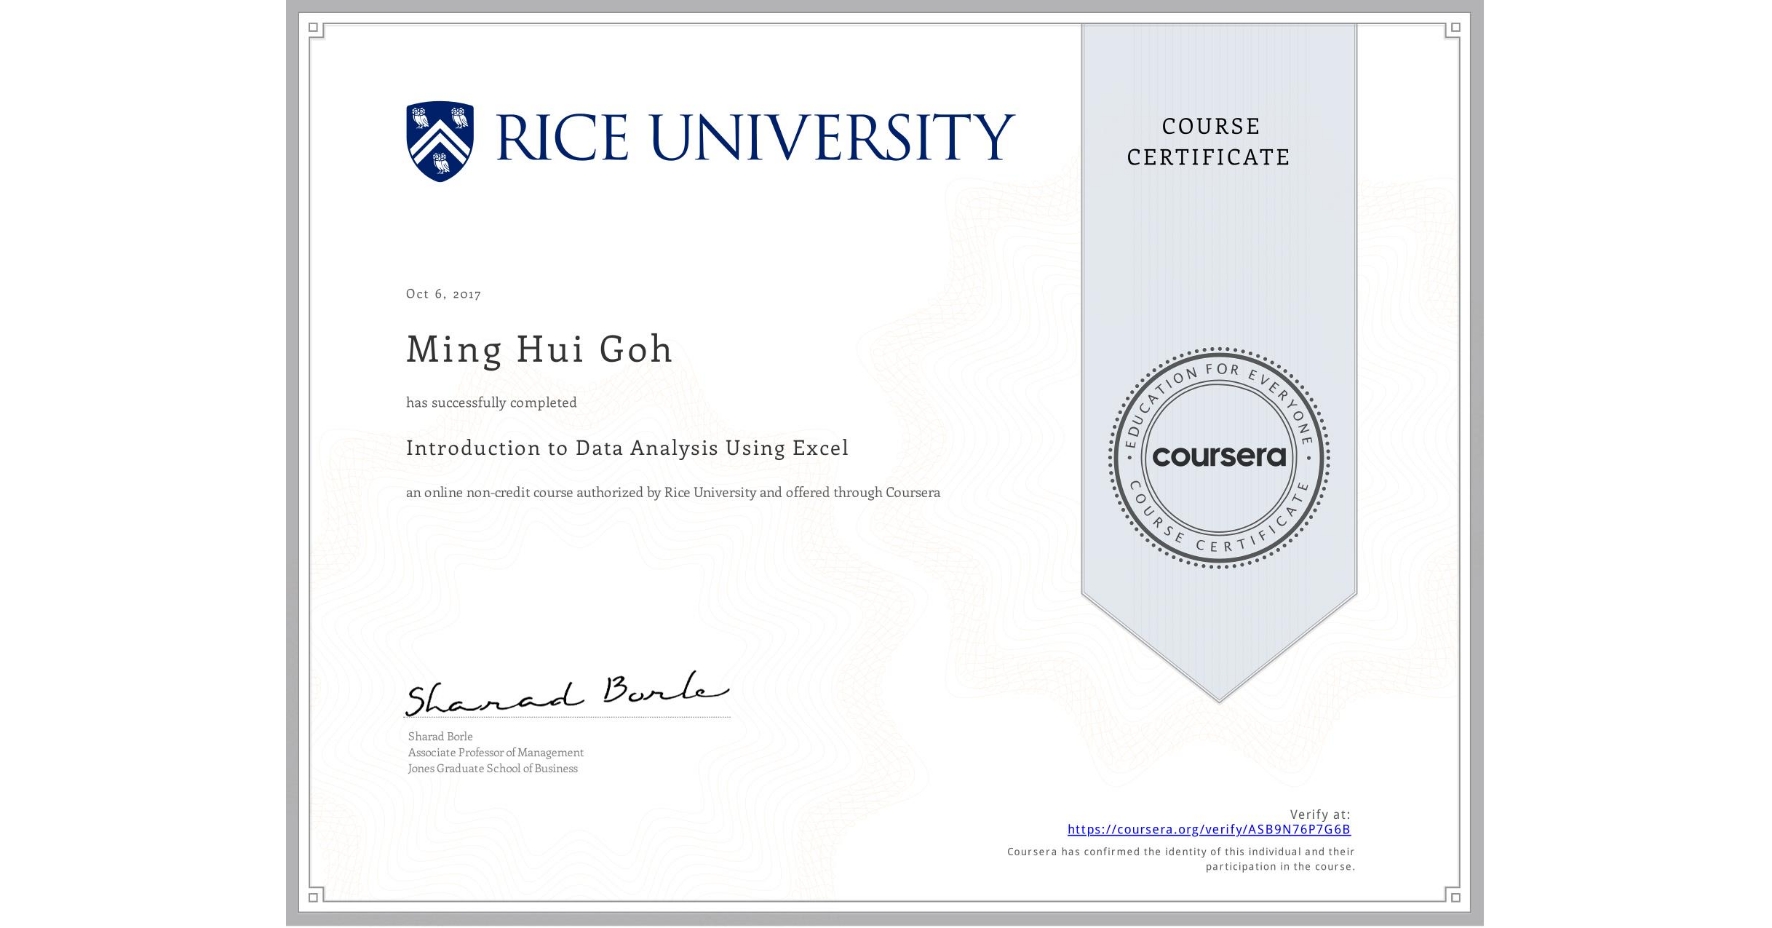 RICE UNIVERSITY
COURSE
CERTIFICATE
Oct 6, 2017
Ming Hui Goh
has successfully completed
Introduction to Data Analysis Using Excel
an online non-credit course authorized by Rice University and offered through Coursera
EDUCATION FOR EVERYONE
coursera
COURSE CERTIFICATE
Sharad Borle
Sharad Borle
Associate Professor of Management
Jones Graduate School of Business
Verify at:
https://coursera.org/verify/ASB9N76P7G6B
Coursera has confirmed the identity of this individual and their
participation in the course.